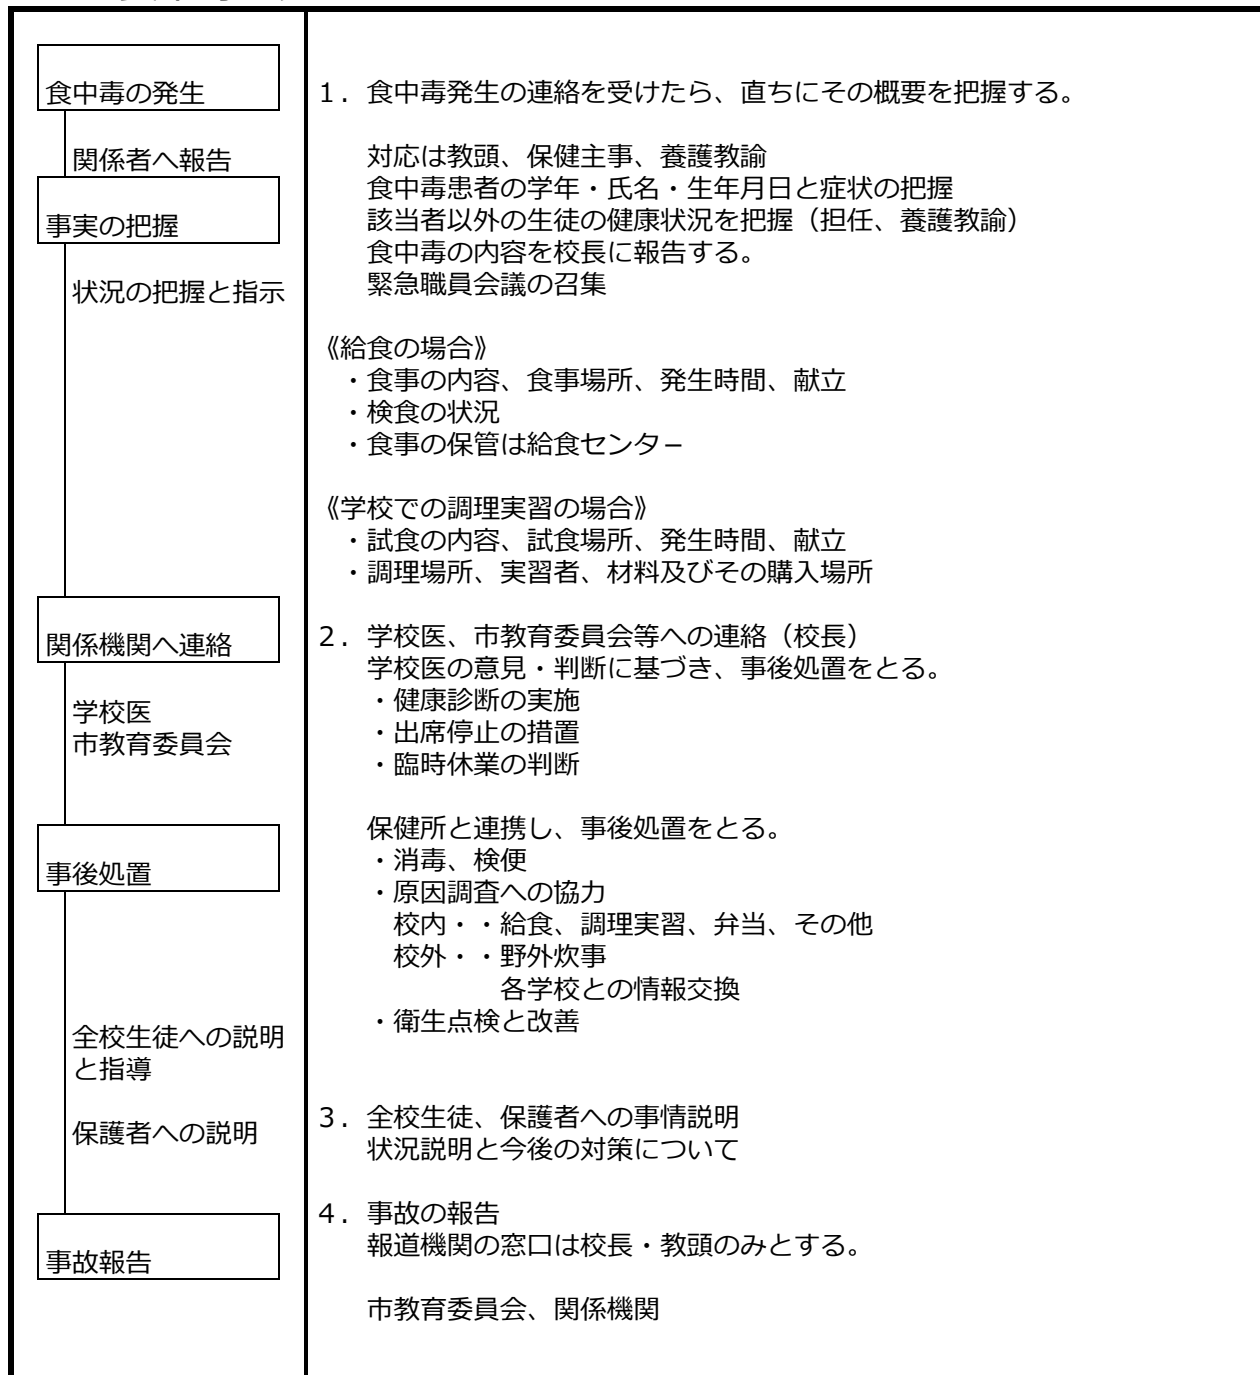 食中毒の発生
関係者へ報告
事実の把握
状況の把握と指示
関係機関へ連絡
学校医
市教育委員会
事後処置
全校生徒への説明
と指導
保護者への説明
事故報告
1．食中毒発生の連絡を受けたら、直ちにその概要を把握する。
対応は教頭、保健主事、養護教諭
食中毒患者の学年・氏名・生年月日と症状の把握
該当者以外の生徒の健康状況を把握（担任、養護教諭）
食中毒の内容を校長に報告する。
緊急職員会議の召集
《給食の場合》
・食事の内容、食事場所、発生時間、献立
・検食の状況
・食事の保管は給食センタ－
《学校での調理実習の場合》
・試食の内容、試食場所、発生時間、献立
・調理場所、実習者、材料及びその購入場所
2．学校医、市教育委員会等への連絡（校長）
学校医の意見・判断に基づき、事後処置をとる。
・健康診断の実施
・出席停止の措置
・臨時休業の判断
保健所と連携し、事後処置をとる。
・消毒、検便
・原因調査への協力
校内・・給食、調理実習、弁当、その他
校外・・野外炊事
各学校との情報交換
・衛生点検と改善
3．全校生徒、保護者への事情説明
状況説明と今後の対策について
4．事故の報告
報道機関の窓口は校長・教頭のみとする。
市教育委員会、関係機関